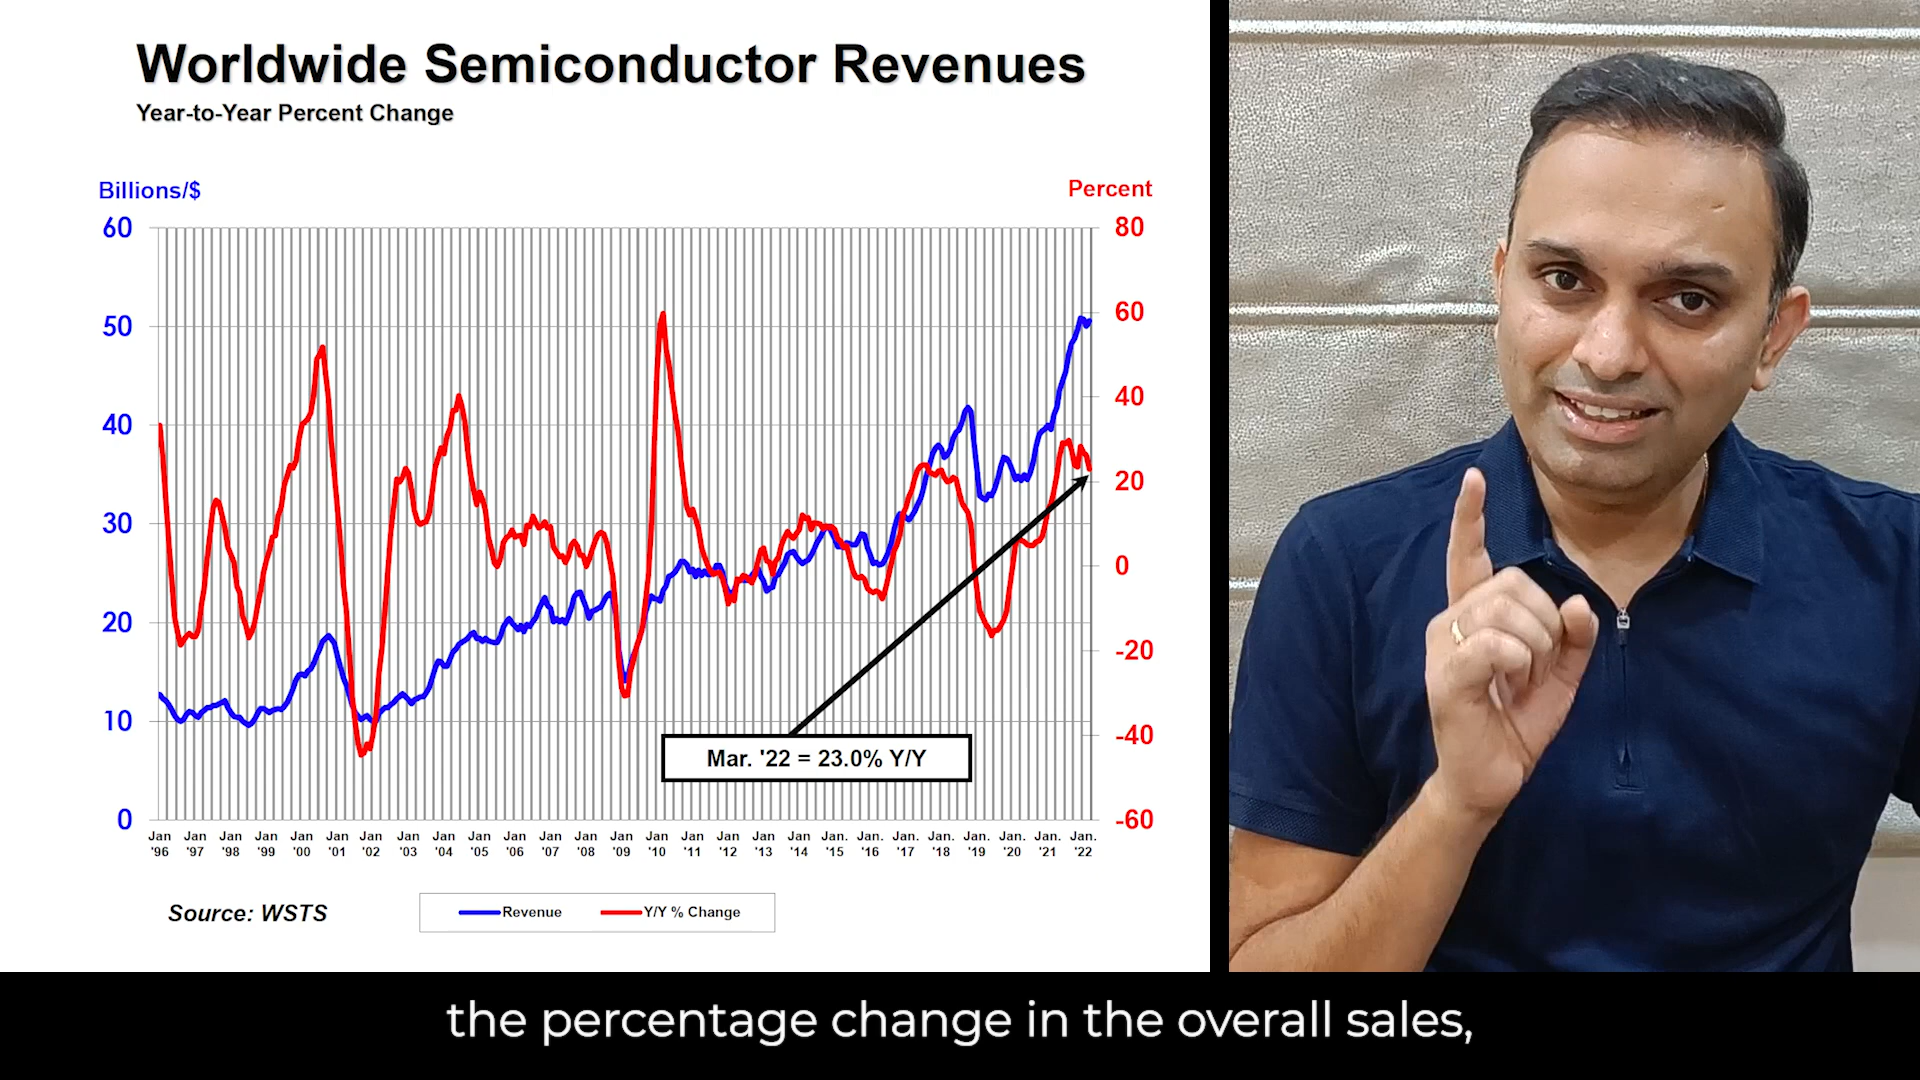 Worldwide Semiconductor Revenues
Year-to-Year Percent Change
Billions/$
Percent
60
50
40
30
20
10
0
80
60
40
20
0
-20
-40
-60
Mar. '22 = 23.0% Y/Y
Jan Jan Jan Jan Jan Jan Jan Jan Jan Jan Jan Jan Jan Jan Jan Jan Jan. Jan. Jan. Jan. Jan. Jan. Jan. Jan. Jan. Jan. Jan.
'96 '97 '98 '99 '00 '01 '02 '03 '04 '05 '06 '07 '08 '09 '10 '11 '12 '13 '14 '15 '16 '17 '18 '19 '20 '21 '22
Source: WSTS
Revenue Y/Y % Change
the percentage change in the overall sales,